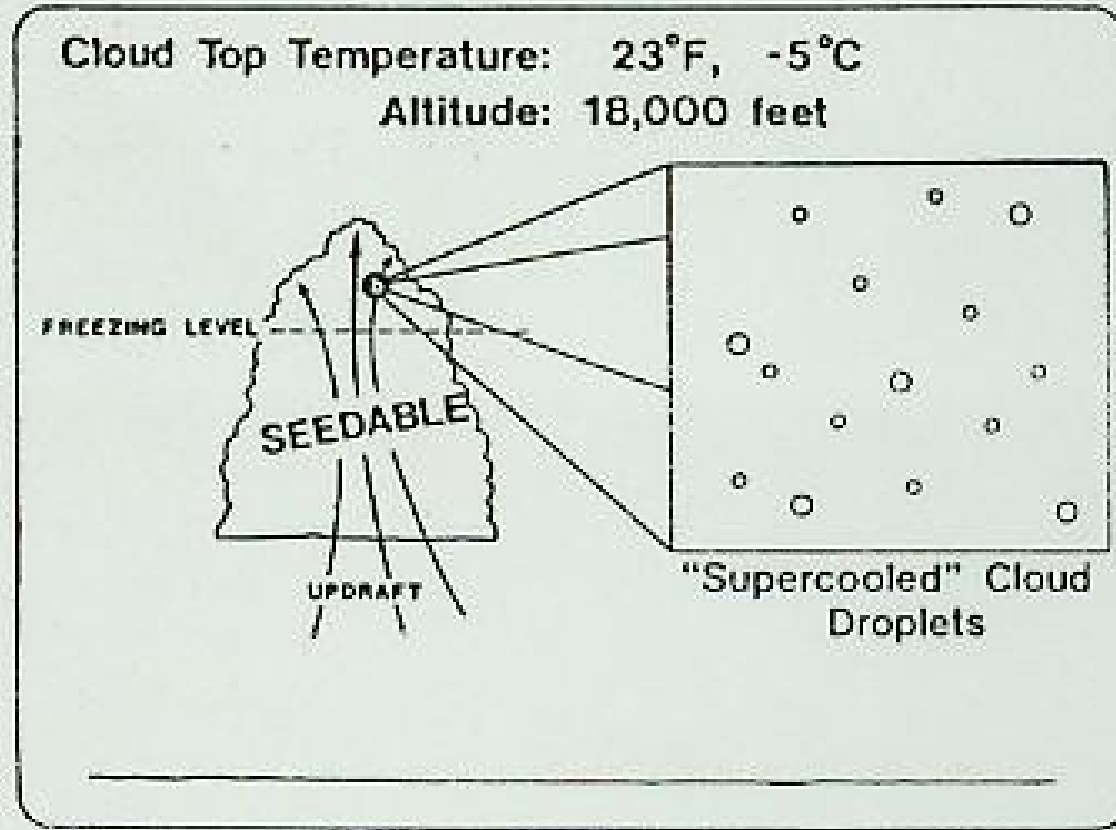 Cloud Top Temperature: 23°F, -5°C
Altitude: 18,000 feet
FREEZING LEVEL
SEEDABLE
UPDRAFT
"Supercooled" Cloud
Droplets